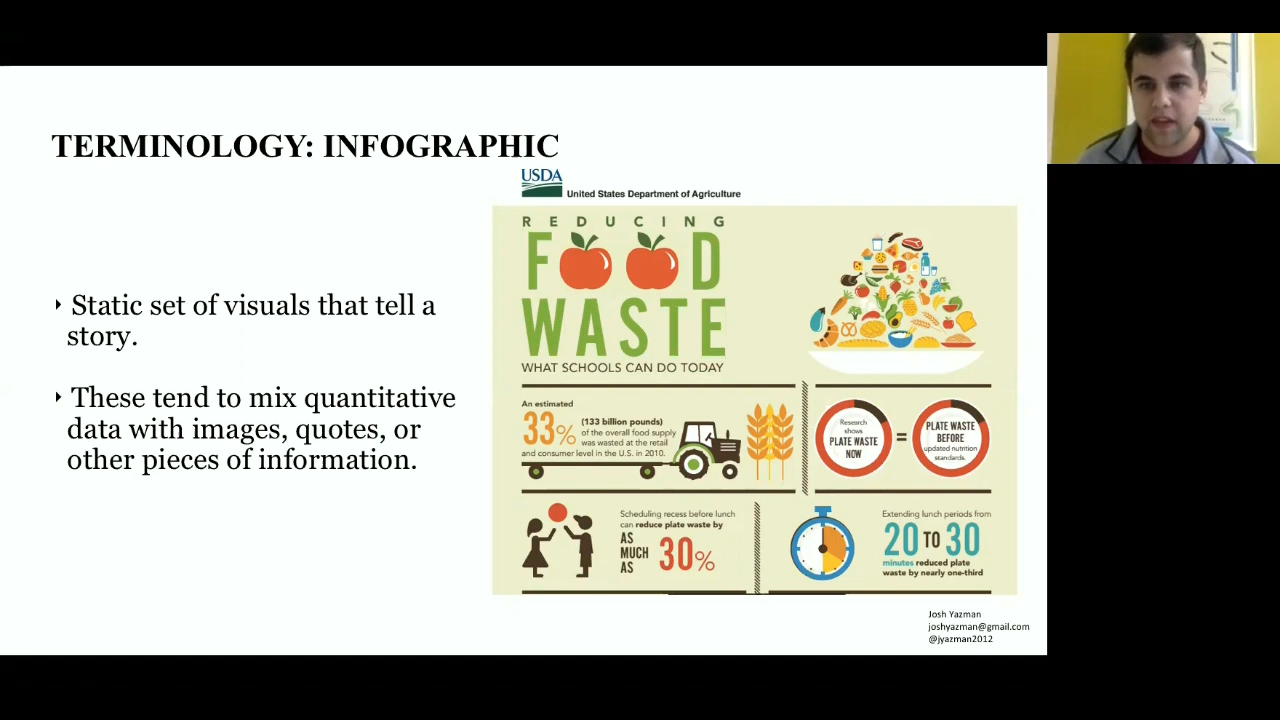 TERMINOLOGY: INFOGRAPHIC
‣ Static set of visuals that tell a
story.
‣ These tend to mix quantitative
data with images, quotes, or
other pieces of information.
USDA
United States Department of Agriculture
REDUCING
FOOD
WASTE
WHAT SCHOOLS CAN DO TODAY
An estimated
33% (133 billion pounds)
of the overall food supply
was wasted at the retail
and consumer level in the U.S. in 2010.
Research
shows
PLATE WASTE
NOW
=
PLATE WASTE
BEFORE
updated nutrition
standards.
Scheduling recess before lunch
can reduce plate waste by
AS
MUCH
AS
30%
Extending lunch periods from
20 TO 30
minutes reduced plate
waste by nearly one-third
Josh Yazman
joshyazman@gmail.com
@jyazman2012